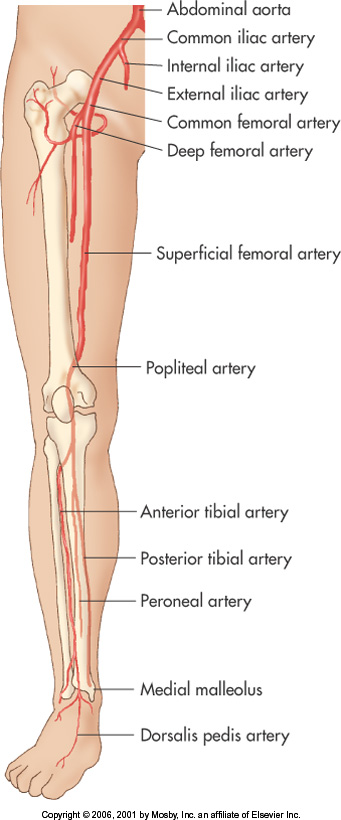 Abdominal aorta
Common iliac artery
Internal iliac artery
External iliac artery
Common femoral artery
Deep femoral artery
Superficial femoral artery
Popliteal artery
Anterior tibial artery
Posterior tibial artery
Peroneal artery
Medial malleolus
Dorsalis pedis artery
Copyright © 2006, 2001 by Mosby, Inc. an affiliate of Elsevier Inc.